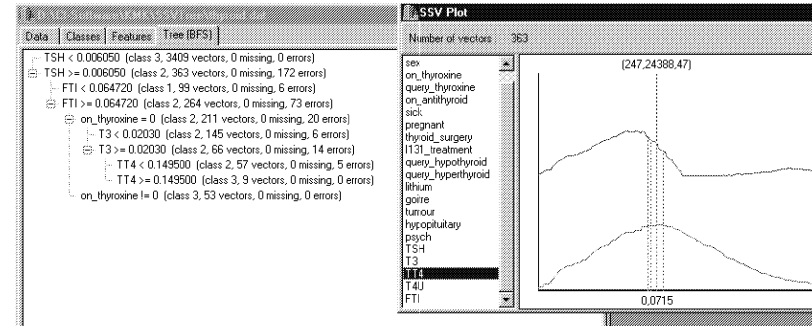 D:\12-Software\KMK\SSVTree\thyroid.dat
Data Classes Features Tree (BFS)
TSH < 0.006050 (class 3, 3409 vectors, 0 missing, 0 errors)
TSH >= 0.006050 (class 2, 363 vectors, 0 missing, 172 errors)
FTI < 0.064720 (class 1, 99 vectors, 0 missing, 6 errors)
FTI >= 0.064720 (class 2, 264 vectors, 0 missing, 73 errors)
on_thyroxine = 0 (class 2, 211 vectors, 0 missing, 20 errors)
T3 < 0.02030 (class 2, 145 vectors, 0 missing, 6 errors)
T3 >= 0.02030 (class 2, 66 vectors, 0 missing, 14 errors)
TT4 < 0.149500 (class 2, 57 vectors, 0 missing, 5 errors)
TT4 >= 0.149500 (class 3, 9 vectors, 0 missing, 0 errors)
on_thyroxine != 0 (class 3, 53 vectors, 0 missing, 0 errors)
SSV Plot
Number of vectors 363
sex
on_thyroxine
query_thyroxine
on_antithyroid
sick
pregnant
thyroid_surgery
I131_treatment
query_hypothyroid
query_hyperthyroid
lithium
goitre
tumour
hypopituitary
psych
TSH
T3
TT4
T4U
FTI
(247,24388,47)
0,0715